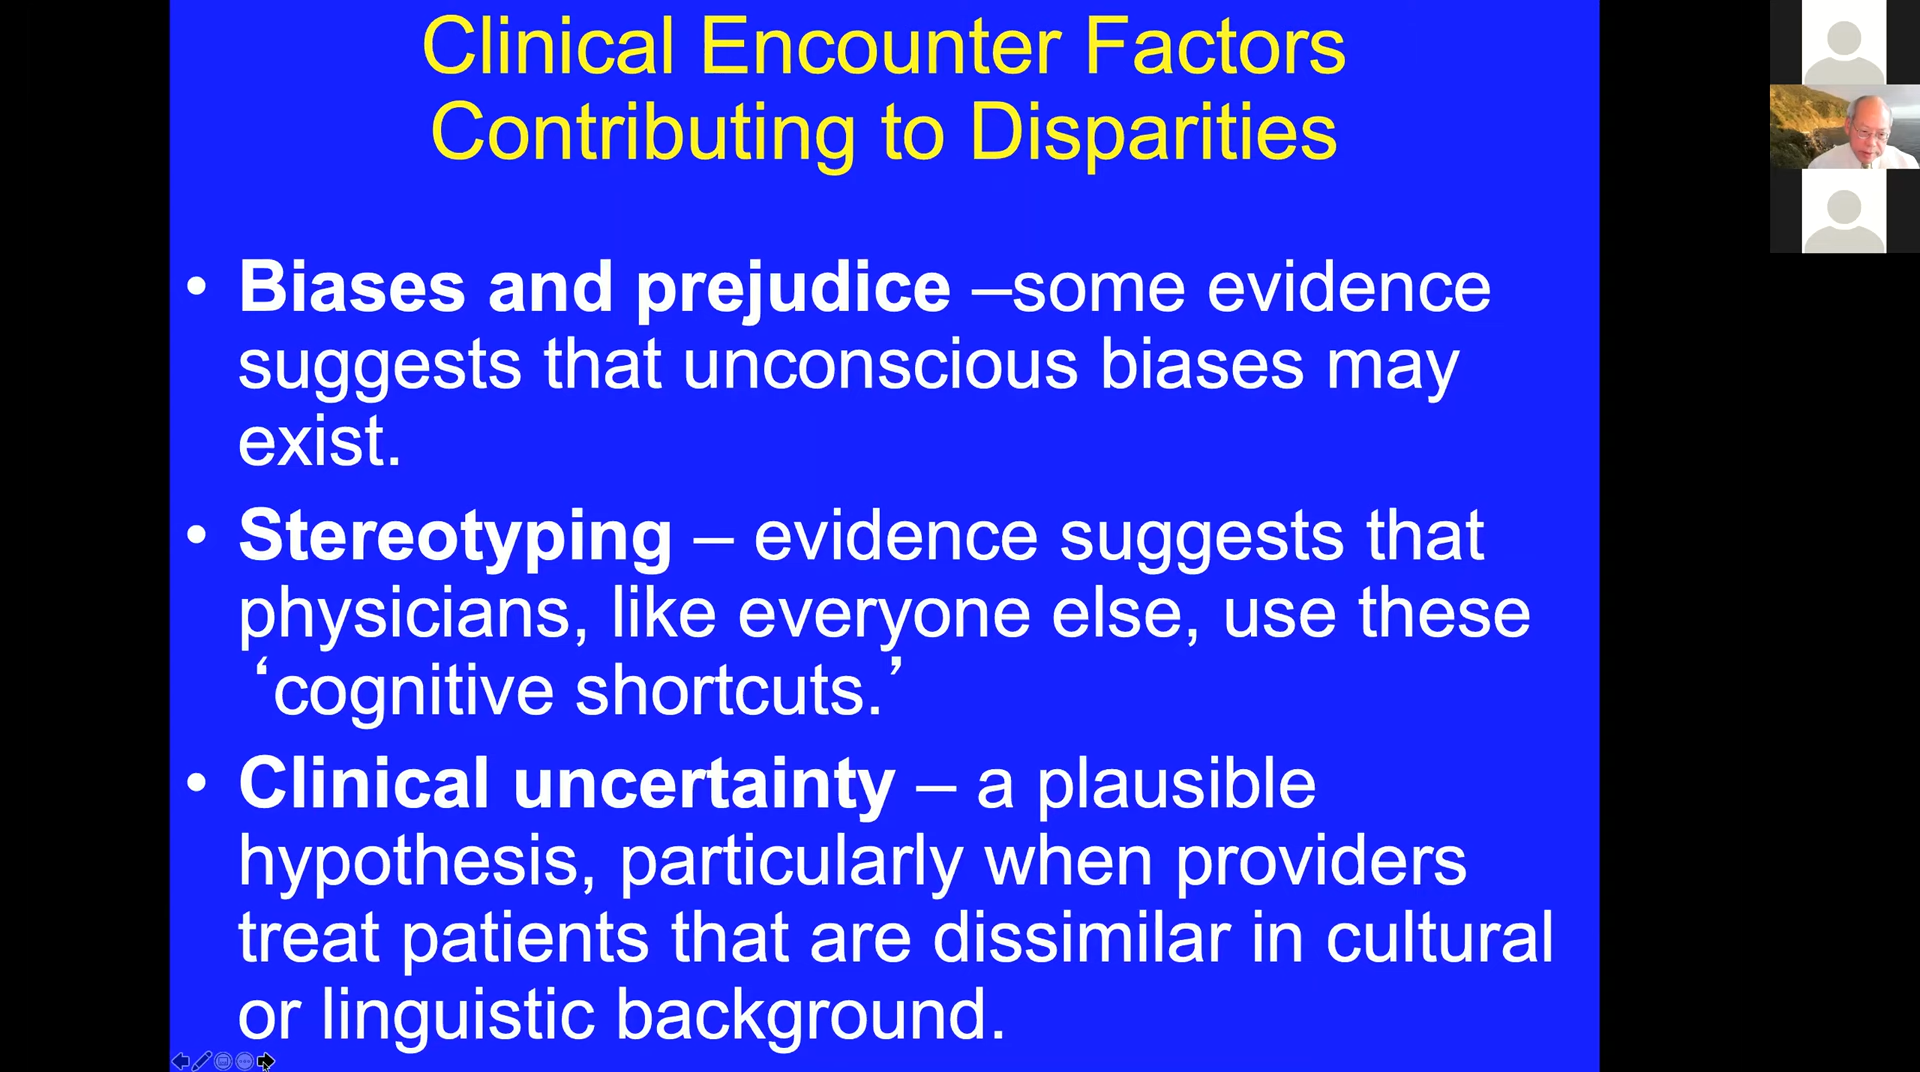 Clinical Encounter Factors
Contributing to Disparities
• Biases and prejudice –some evidence
suggests that unconscious biases may
exist.
• Stereotyping – evidence suggests that
physicians, like everyone else, use these
‘cognitive shortcuts.’
• Clinical uncertainty – a plausible
hypothesis, particularly when providers
treat patients that are dissimilar in cultural
or linguistic background.